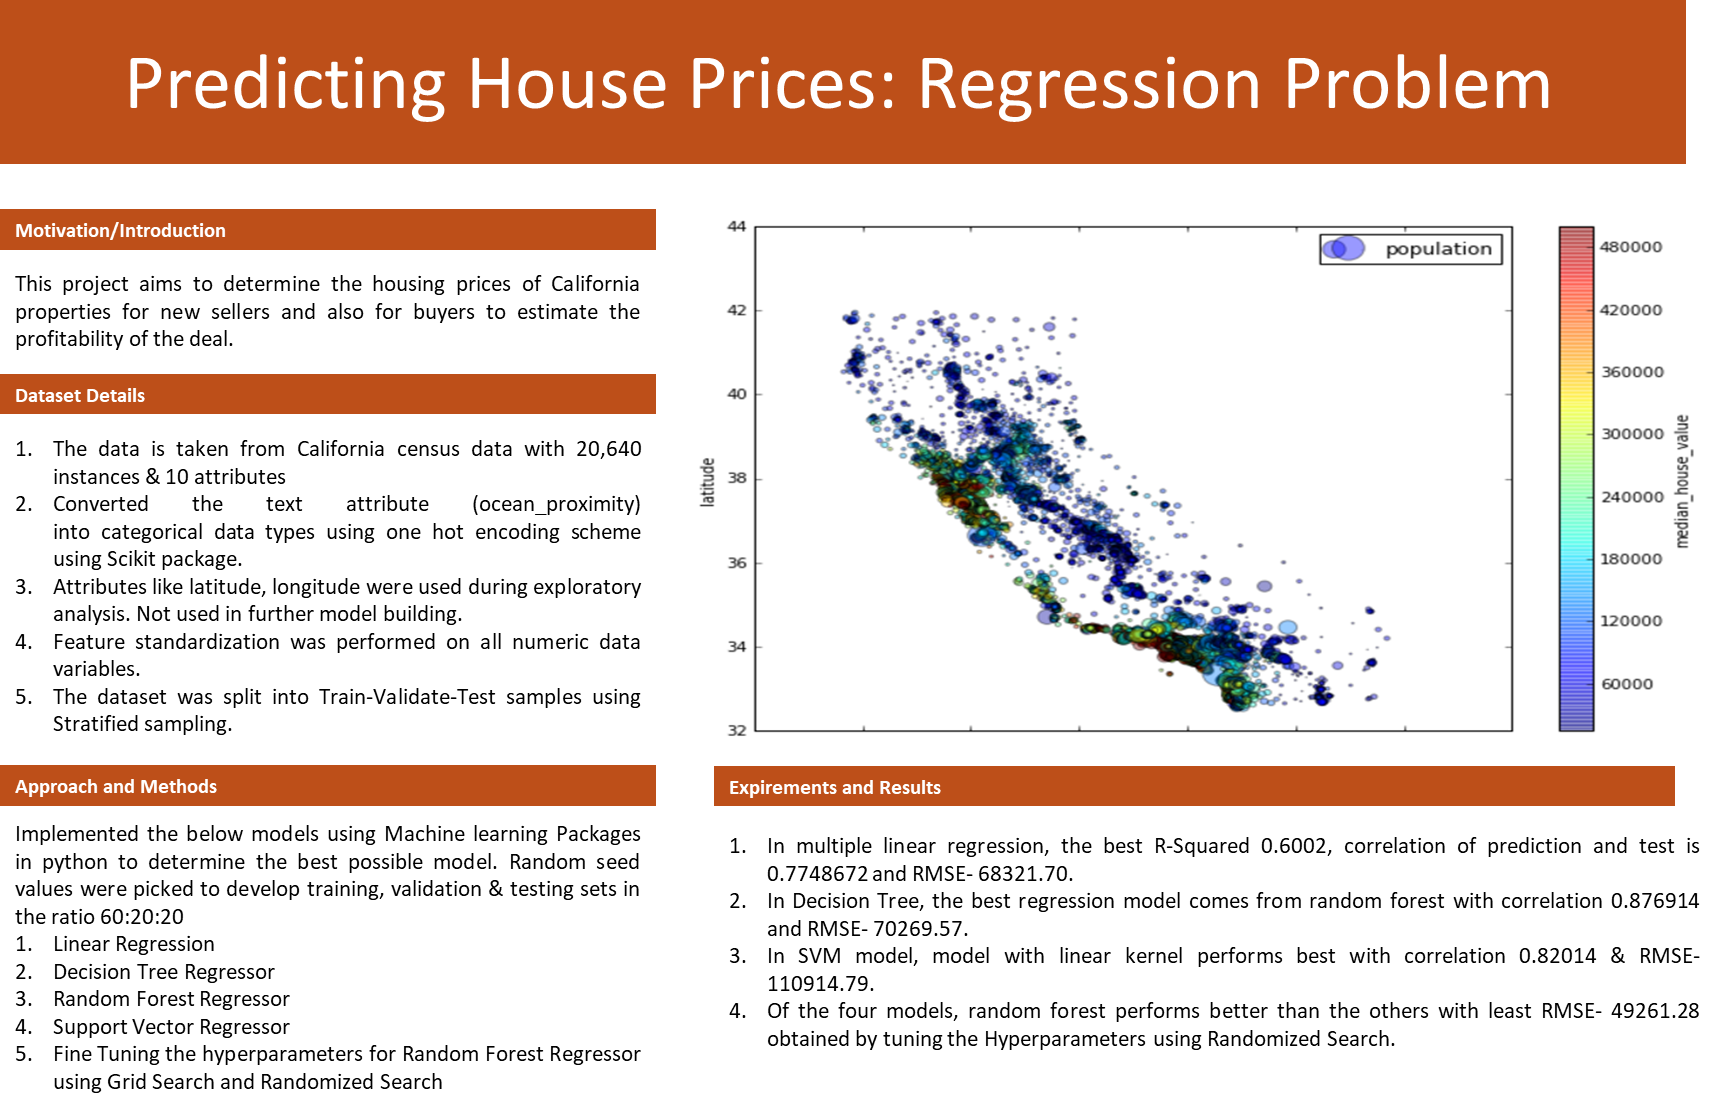 Predicting House Prices: Regression Problem
Motivation/Introduction
This project aims to determine the housing prices of California
properties for new sellers and also for buyers to estimate the
profitability of the deal.
Dataset Details
1. The data is taken from California census data with 20,640
instances & 10 attributes
2. Converted the text attribute (ocean_proximity)
into categorical data types using one hot encoding scheme
using Scikit package.
3. Attributes like latitude, longitude were used during exploratory
analysis. Not used in further model building.
4. Feature standardization was performed on all numeric data
variables.
5. The dataset was split into Train-Validate-Test samples using
Stratified sampling.
Approach and Methods
Implemented the below models using Machine learning Packages
in python to determine the best possible model. Random seed
values were picked to develop training, validation & testing sets in
the ratio 60:20:20
1. Linear Regression
2. Decision Tree Regressor
3. Random Forest Regressor
4. Support Vector Regressor
5. Fine Tuning the hyperparameters for Random Forest Regressor
using Grid Search and Randomized Search
44
42
40
38
36
34
32
latitude
population
480000
420000
360000
300000
240000
180000
120000
60000
median_house_value
Expirements and Results
1. In multiple linear regression, the best R-Squared 0.6002, correlation of prediction and test is
0.7748672 and RMSE- 68321.70.
2. In Decision Tree, the best regression model comes from random forest with correlation 0.876914
and RMSE- 70269.57.
3. In SVM model, model with linear kernel performs best with correlation 0.82014 & RMSE-
110914.79.
4. Of the four models, random forest performs better than the others with least RMSE- 49261.28
obtained by tuning the Hyperparameters using Randomized Search.